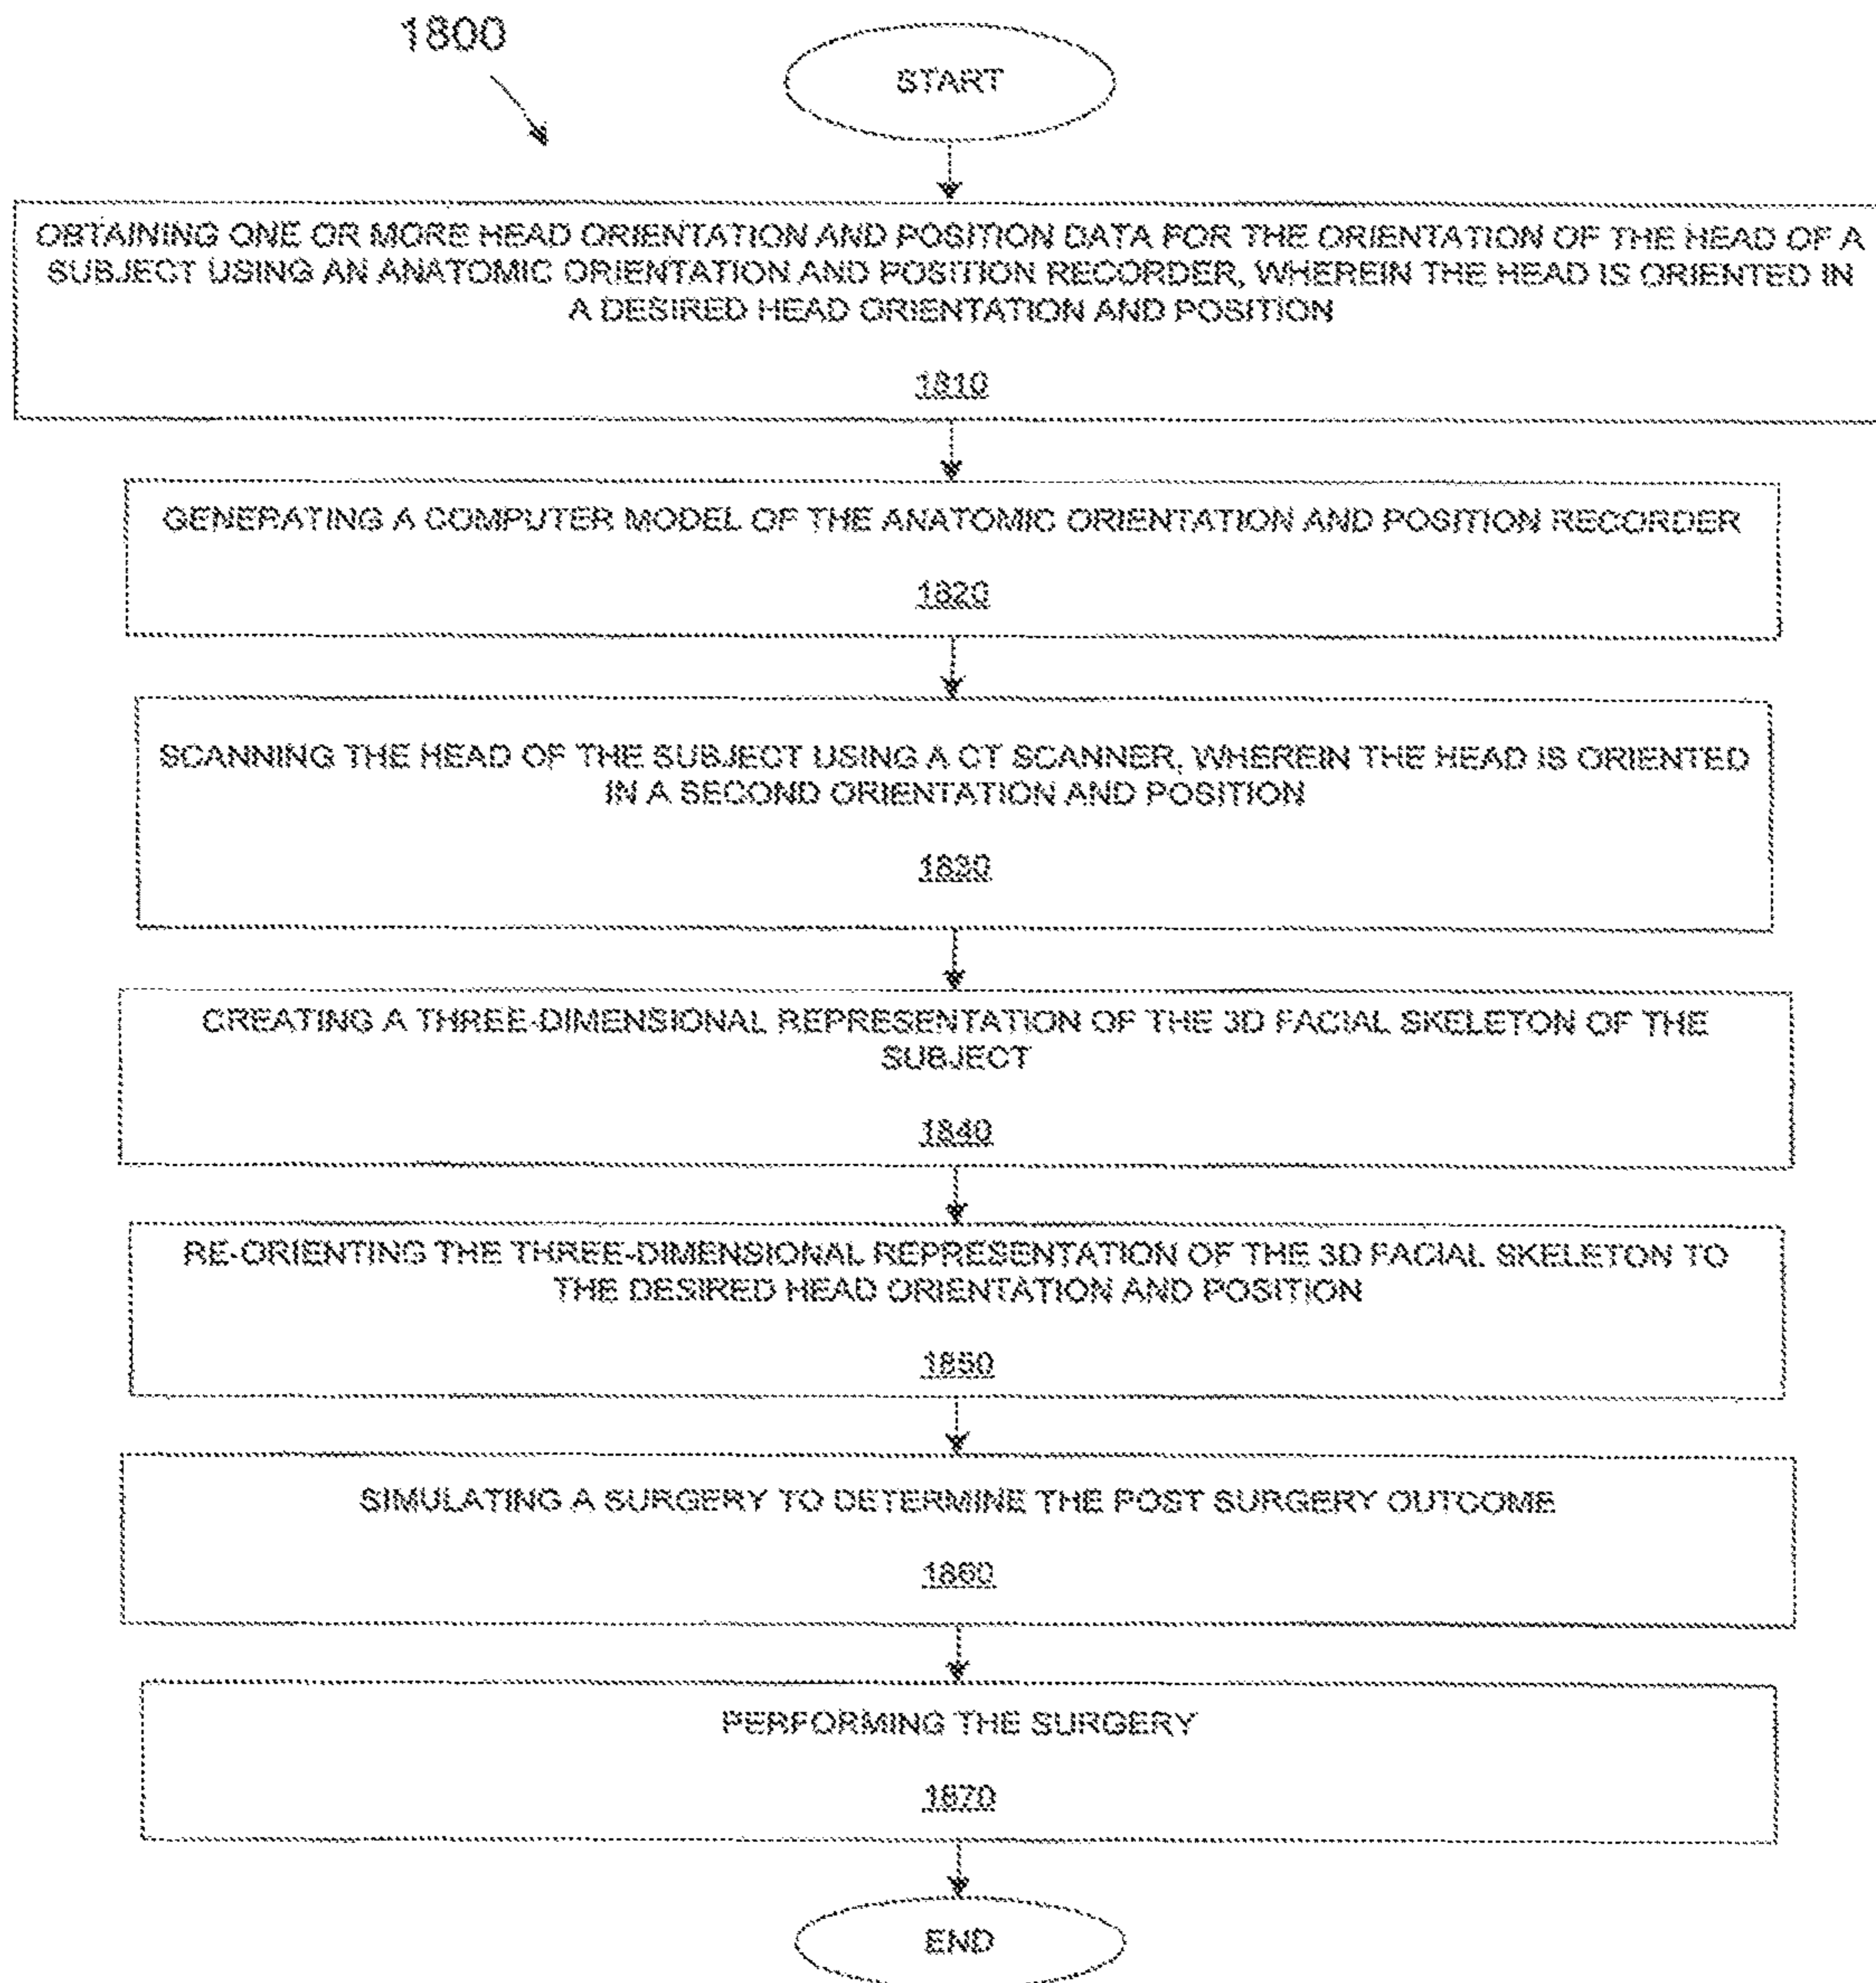 1800
START
OBTAINING ONE OR MORE HEAD ORIENTATION AND POSITION DATA FOR THE ORIENTATION OF THE HEAD OF A
SUBJECT USING AN ANATOMIC ORIENTATION AND POSITION RECORDER, WHEREIN THE HEAD IS ORIENTED IN
A DESIRED HEAD ORIENTATION AND POSITION
1810
GENERATING A COMPUTER MODEL OF THE ANATOMIC ORIENTATION AND POSITION RECORDER
1820
SCANNING THE HEAD OF THE SUBJECT USING A CT SCANNER, WHEREIN THE HEAD IS ORIENTED
IN A SECOND ORIENTATION AND POSITION
1830
CREATING A THREE-DIMENSIONAL REPRESENTATION OF THE 3D FACIAL SKELETON OF THE
SUBJECT
1840
RE-ORIENTING THE THREE-DIMENSIONAL REPRESENTATION OF THE 3D FACIAL SKELETON TO
THE DESIRED HEAD ORIENTATION AND POSITION
1850
SIMULATING A SURGERY TO DETERMINE THE POST SURGERY OUTCOME
1860
PERFORMING THE SURGERY
1870
END